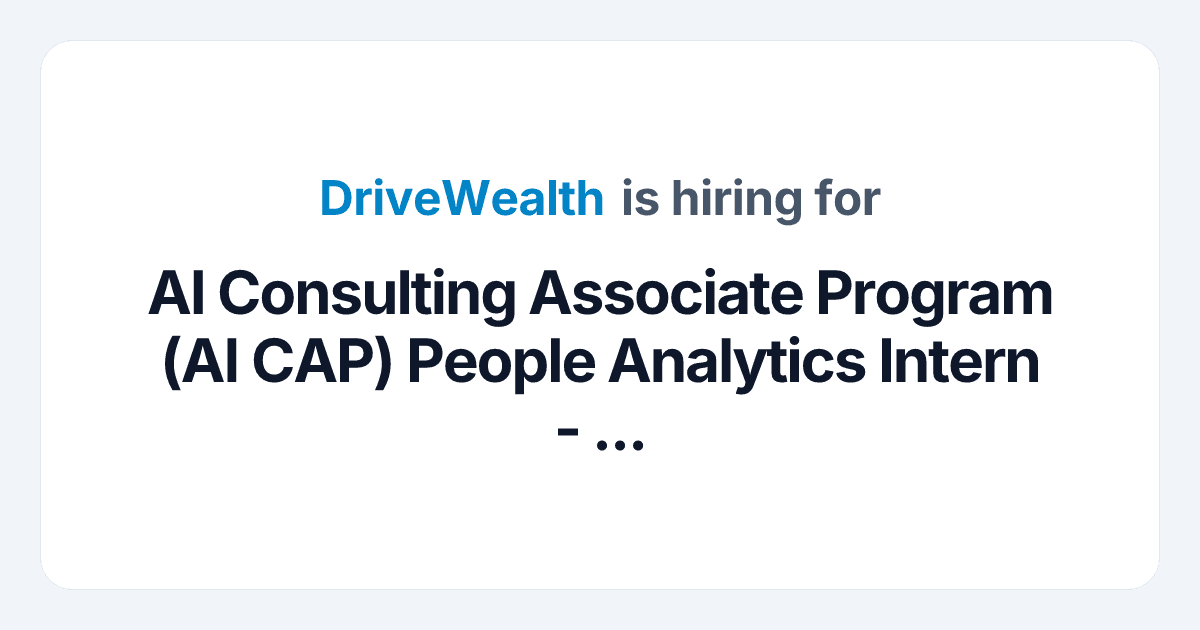 DriveWealth is hiring for
AI Consulting Associate Program
(AI CAP) People Analytics Intern
- ...